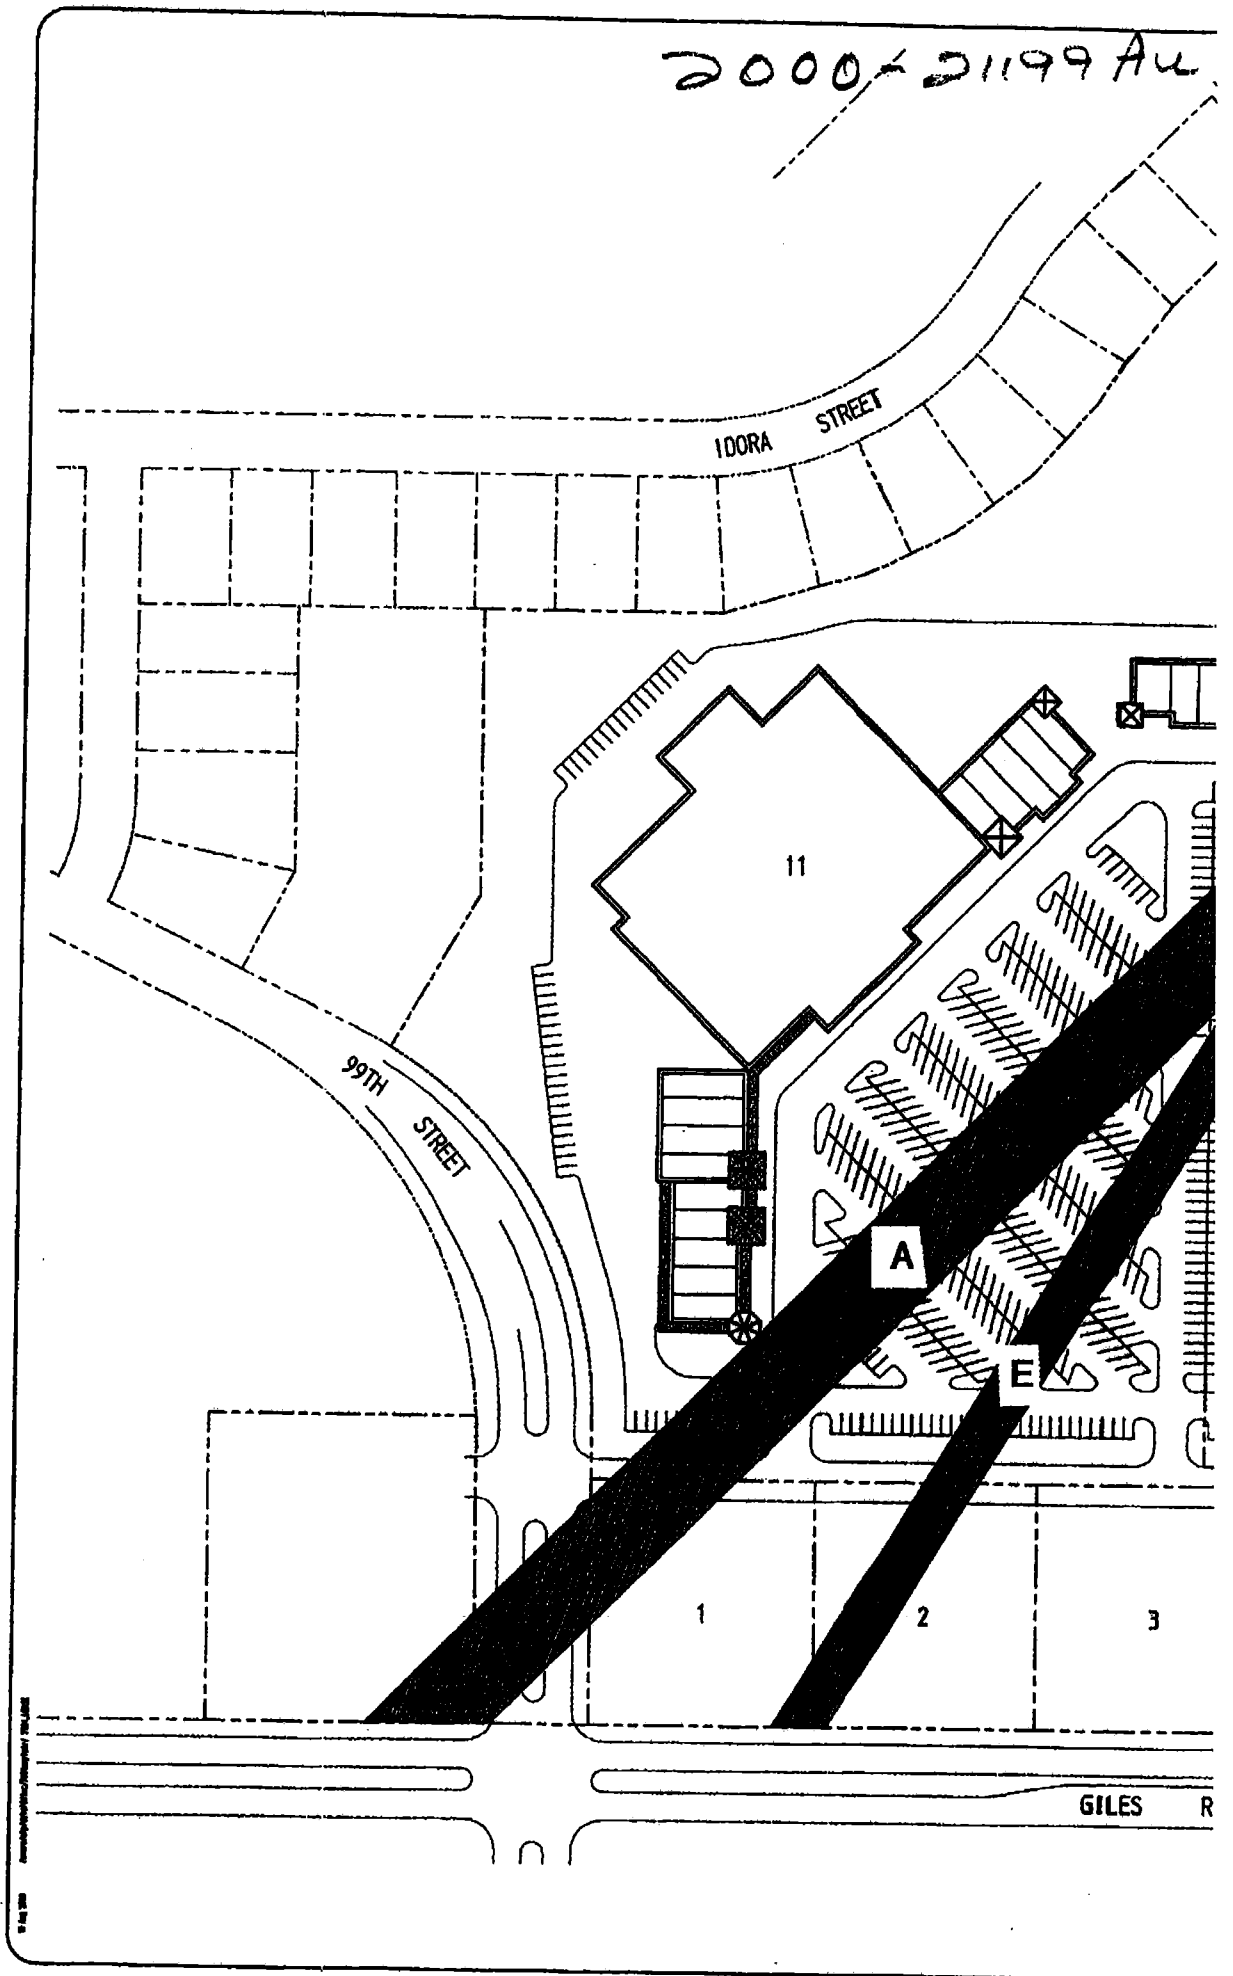 2000-21199 Au
IDORA STREET
11
99TH STREET
A
E
1
2
3
GILES R